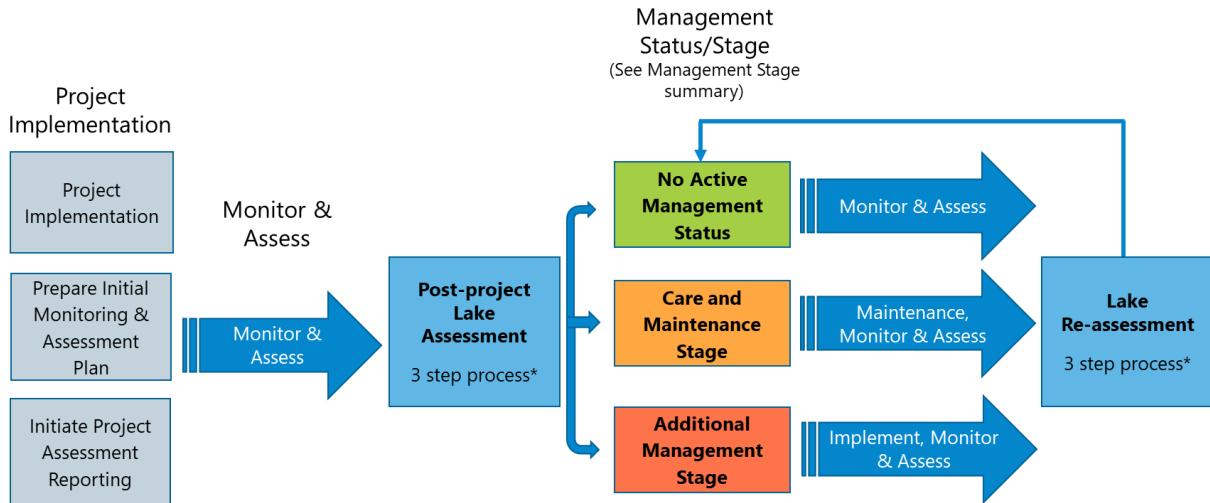 Management
Status/Stage
(See Management Stage
summary)
Project
Implementation
Project
Implementation
Prepare Initial
Monitoring &
Assessment
Plan
Initiate Project
Assessment
Reporting
Monitor &
Assess
Monitor &
Assess
Post-project
Lake
Assessment
3 step process*
No Active
Management
Status
Care and
Maintenance
Stage
Additional
Management
Stage
Monitor & Assess
Maintenance,
Monitor & Assess
Implement, Monitor
& Assess
Lake
Re-assessment
3 step process*